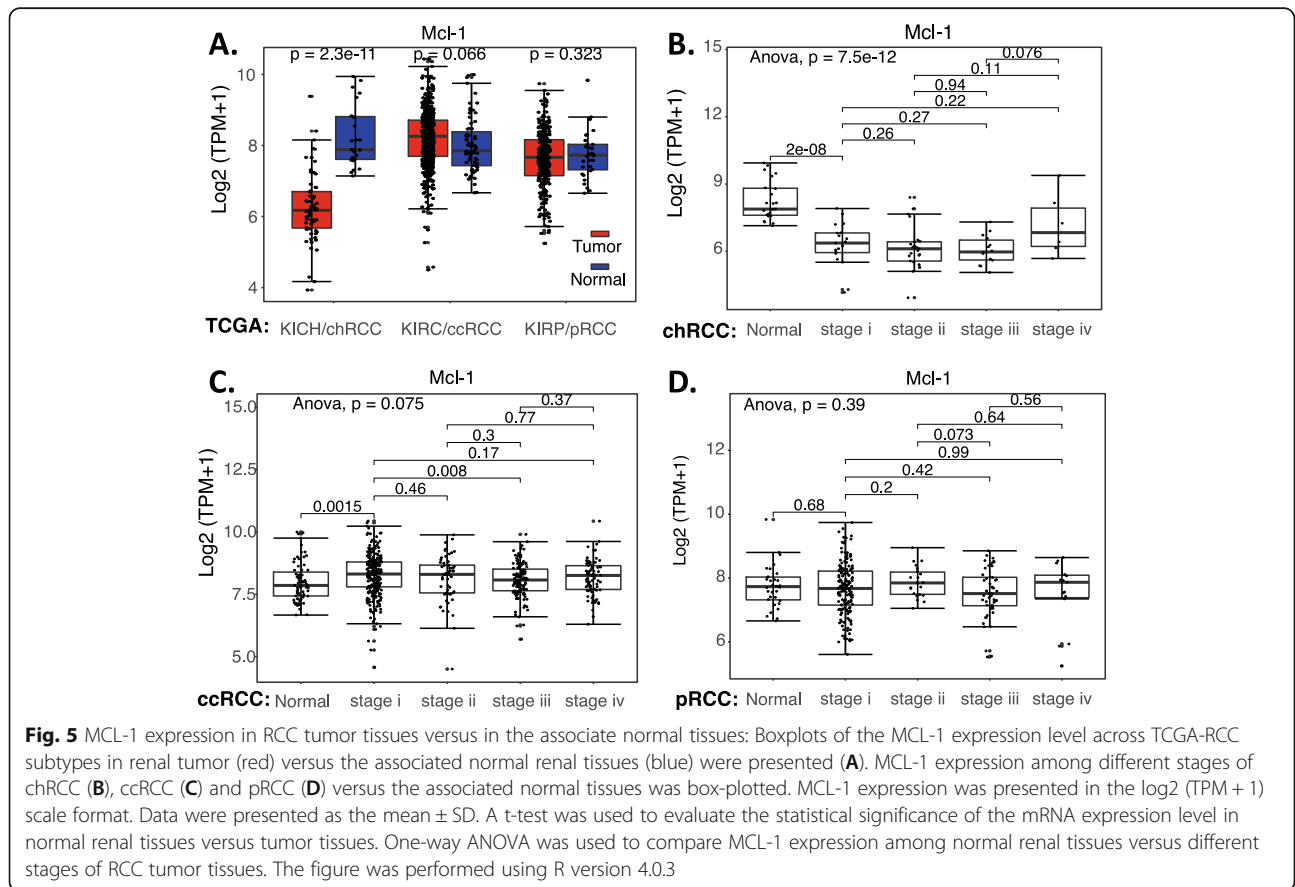 A.
Mcl-1
p = 2.3e-11 p = 0.066 p = 0.323
Log2 (TPM+1)
10
8
6
4
Tumor
Normal
TCGA: KICH/chRCC KIRC/ccRCC KIRP/pRCC
B.
Mcl-1
Anova, p = 7.5e-12
0.076
0.11
0.94
0.22
0.27
0.26
2e-08
Log2 (TPM+1)
15
12
9
6
chRCC: Normal stage i stage ii stage iii stage iv
C.
Mcl-1
Anova, p = 0.075
0.37
0.77
0.3
0.17
0.008
0.46
0.0015
Log2 (TPM+1)
15.0
12.5
10.0
7.5
5.0
ccRCC: Normal stage i stage ii stage iii stage iv
D.
Mcl-1
Anova, p = 0.39
0.56
0.64
0.073
0.99
0.42
0.2
0.68
Log2 (TPM+1)
12
10
8
6
pRCC: Normal stage i stage ii stage iii stage iv
Fig. 5 MCL-1 expression in RCC tumor tissues versus in the associate normal tissues: Boxplots of the MCL-1 expression level across TCGA-RCC
subtypes in renal tumor (red) versus the associated normal renal tissues (blue) were presented (A). MCL-1 expression among different stages of
chRCC (B), ccRCC (C) and pRCC (D) versus the associated normal tissues was box-plotted. MCL-1 expression was presented in the log2 (TPM + 1)
scale format. Data were presented as the mean ± SD. A t-test was used to evaluate the statistical significance of the mRNA expression level in
normal renal tissues versus tumor tissues. One-way ANOVA was used to compare MCL-1 expression among normal renal tissues versus different
stages of RCC tumor tissues. The figure was performed using R version 4.0.3